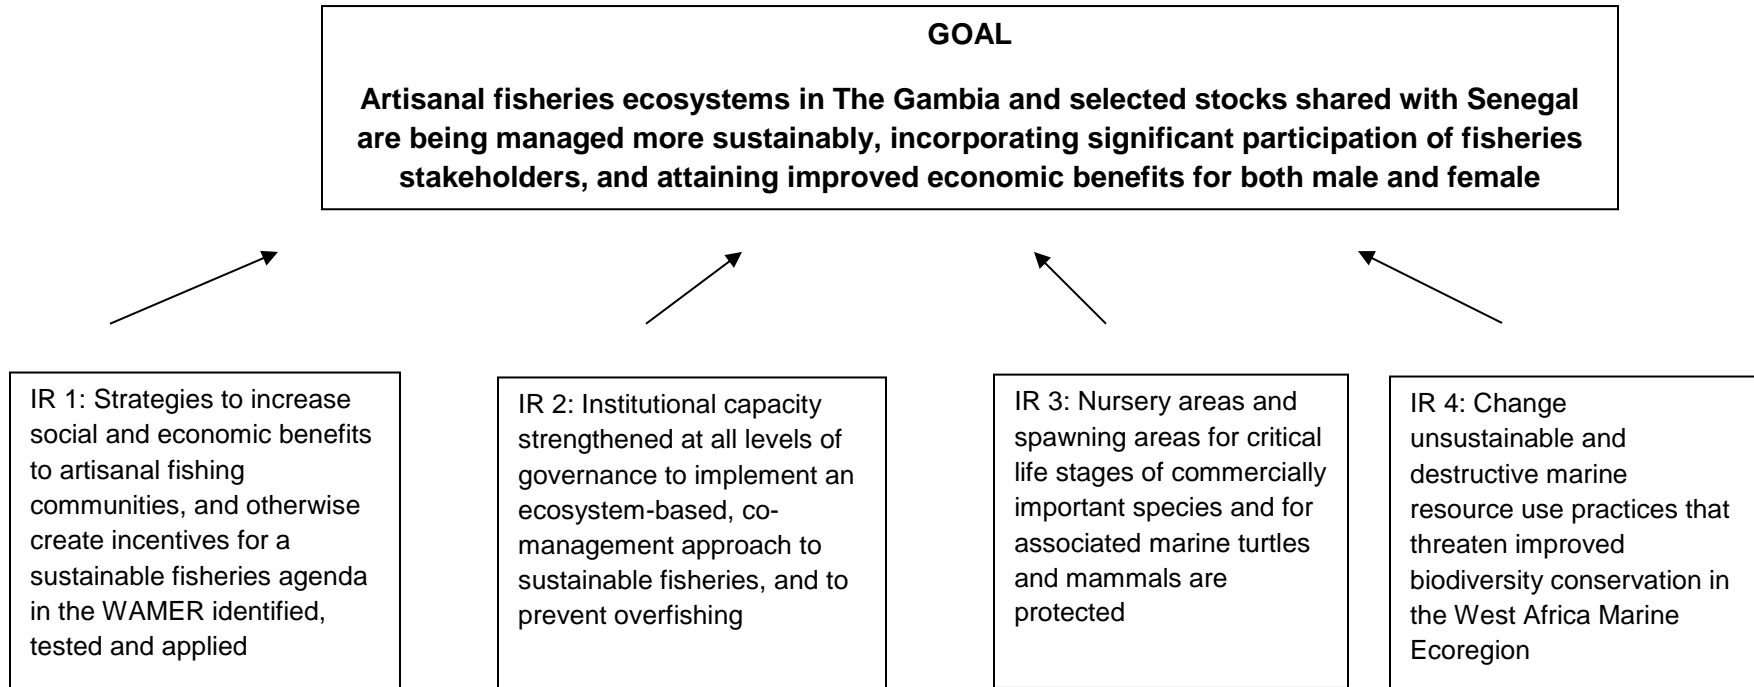 GOAL
Artisanal fisheries ecosystems in The Gambia and selected stocks shared with Senegal
are being managed more sustainably, incorporating significant participation of fisheries
stakeholders, and attaining improved economic benefits for both male and female
IR 1: Strategies to increase
social and economic benefits
to artisanal fishing
communities, and otherwise
create incentives for a
sustainable fisheries agenda
in the WAMER identified,
tested and applied
IR 2: Institutional capacity
strengthened at all levels of
governance to implement an
ecosystem-based, co-
management approach to
sustainable fisheries, and to
prevent overfishing
IR 3: Nursery areas and
spawning areas for critical
life stages of commercially
important species and for
associated marine turtles
and mammals are
protected
IR 4: Change
unsustainable and
destructive marine
resource use practices that
threaten improved
biodiversity conservation in
the West Africa Marine
Ecoregion